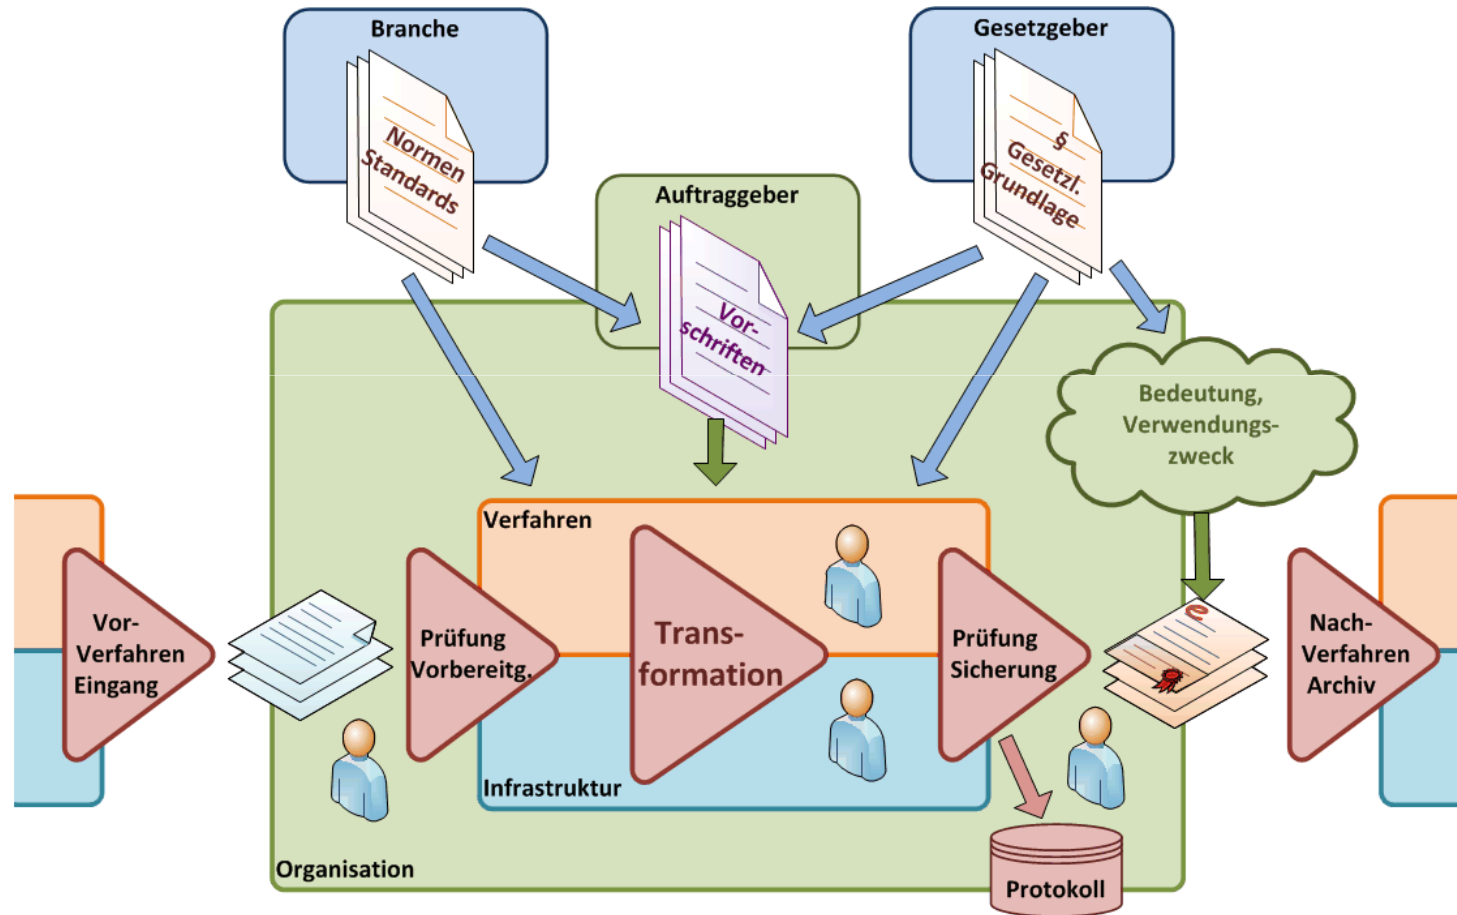 Branche
Gesetzgeber
Normen
Standards
§
Gesetzl.
Grundlage
Auftraggeber
Vor-
schriften
Bedeutung,
Verwendungs-
zweck
Verfahren
Vor-
Verfahren
Eingang
Prüfung
Vorbereitg.
Trans-
formation
Prüfung
Sicherung
e
Nach-
Verfahren
Archiv
Infrastruktur
Organisation
Protokoll